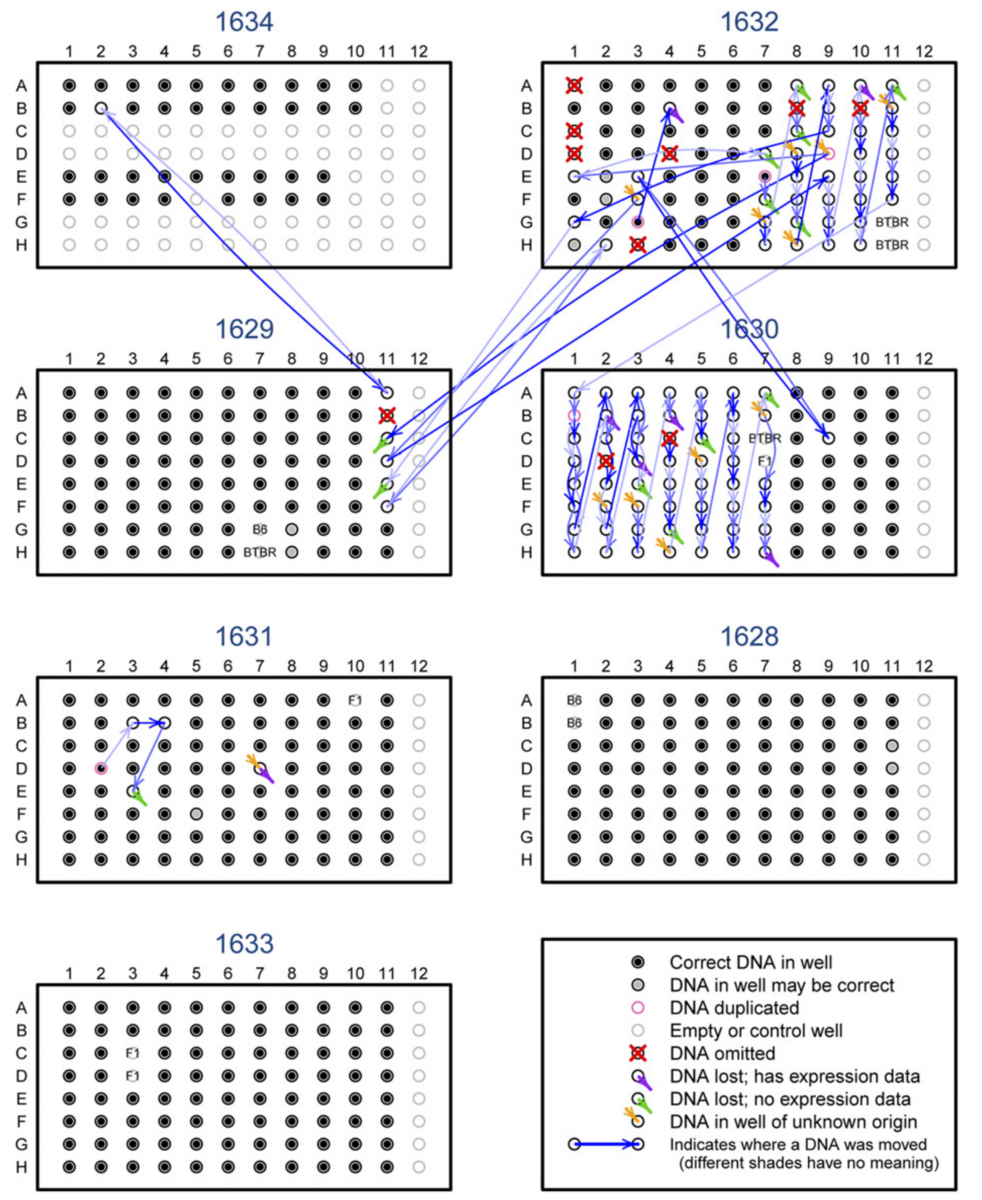 1634 1632
1 2 3 4 5 6 7 8 9 10 11 12 1 2 3 4 5 6 7 8 9 10 11 12
A A
B B
C C
D D
E E
F F
G G BTBR
H H BTBR
1629 1630
1 2 3 4 5 6 7 8 9 10 11 12 1 2 3 4 5 6 7 8 9 10 11 12
A A
B B
C C BTBR
D D F1
E E
F F
G B6 G
H BTBR H
1631 1628
1 2 3 4 5 6 7 8 9 10 11 12 1 2 3 4 5 6 7 8 9 10 11 12
A F1 A B6
B B B6
C C
D D
E E
F F
G G
H H
1633
1 2 3 4 5 6 7 8 9 10 11 12
A
B
C F1
D F1
E
F
G
H
Correct DNA in well
DNA in well may be correct
DNA duplicated
Empty or control well
DNA omitted
DNA lost; has expression data
DNA lost; no expression data
DNA in well of unknown origin
Indicates where a DNA was moved
(different shades have no meaning)